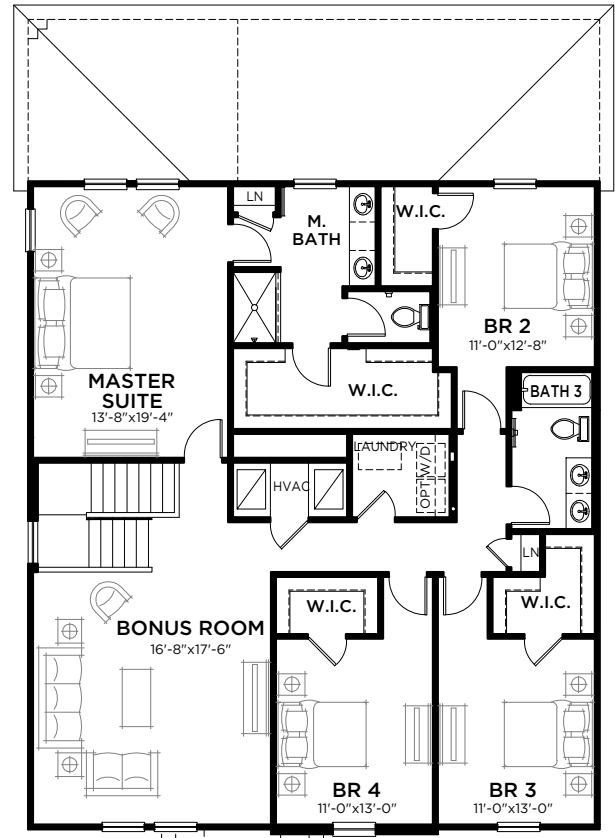 LN
M.
BATH
W.I.C.
BR 2
11'-0"x12'-8"
MASTER
SUITE
13'-8"x19'-4"
W.I.C.
BATH 3
LAUNDRY
OPT W/D
HVAC
LN
W.I.C.
W.I.C.
BONUS ROOM
16'-8"x17'-6"
BR 4
11'-0"x13'-0"
BR 3
11'-0"x13'-0"